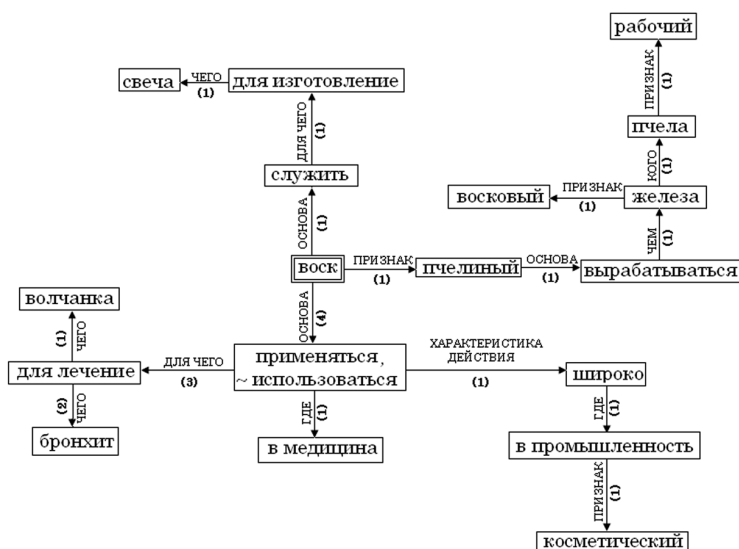 рабочий
ПРИЗНАК
(1)
свеча
ЧЕГО
(1)
для изготовление
пчела
ДЛЯ ЧЕГО
(1)
КОГО
(1)
служить
восковый
ПРИЗНАК
(1)
железа
ОСНОВА
(1)
ЧЕМ
(1)
воск
ПРИЗНАК
(1)
пчелиный
ОСНОВА
(1)
вырабатываться
волчанка
ОСНОВА
(4)
(1)
ЧЕГО
для лечение
ДЛЯ ЧЕГО
(3)
применяться,
~ использоваться
ХАРАКТЕРИСТИКА
ДЕЙСТВИЯ
(1)
широко
(2)
ЧЕГО
ГДЕ
(1)
ГДЕ
(1)
бронхит
в медицина
в промышленность
ПРИЗНАК
(1)
косметический